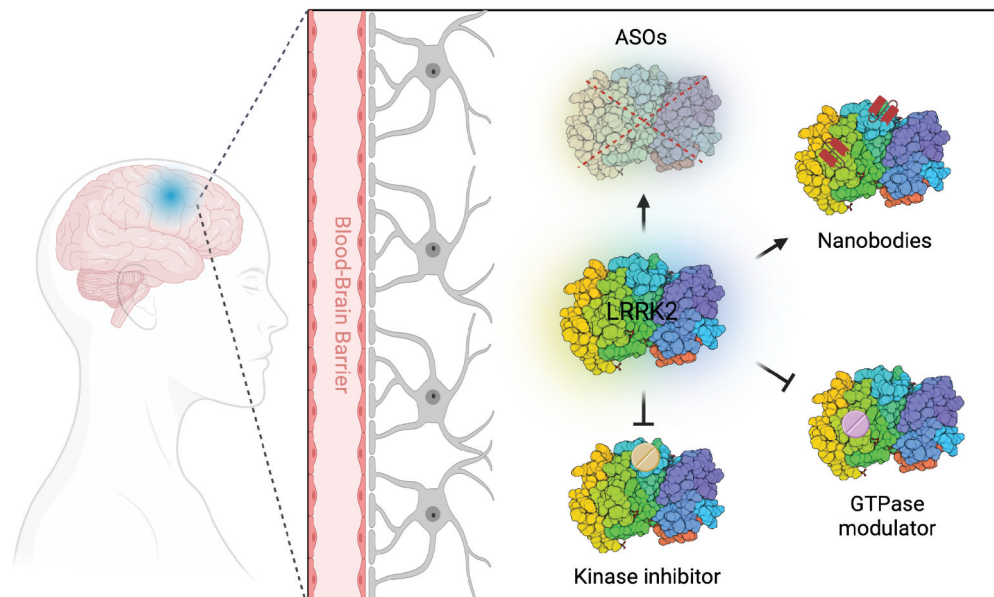 ASOs
Nanobodies
Blood-Brain Barrier
LRRK2
GTPase
modulator
Kinase inhibitor